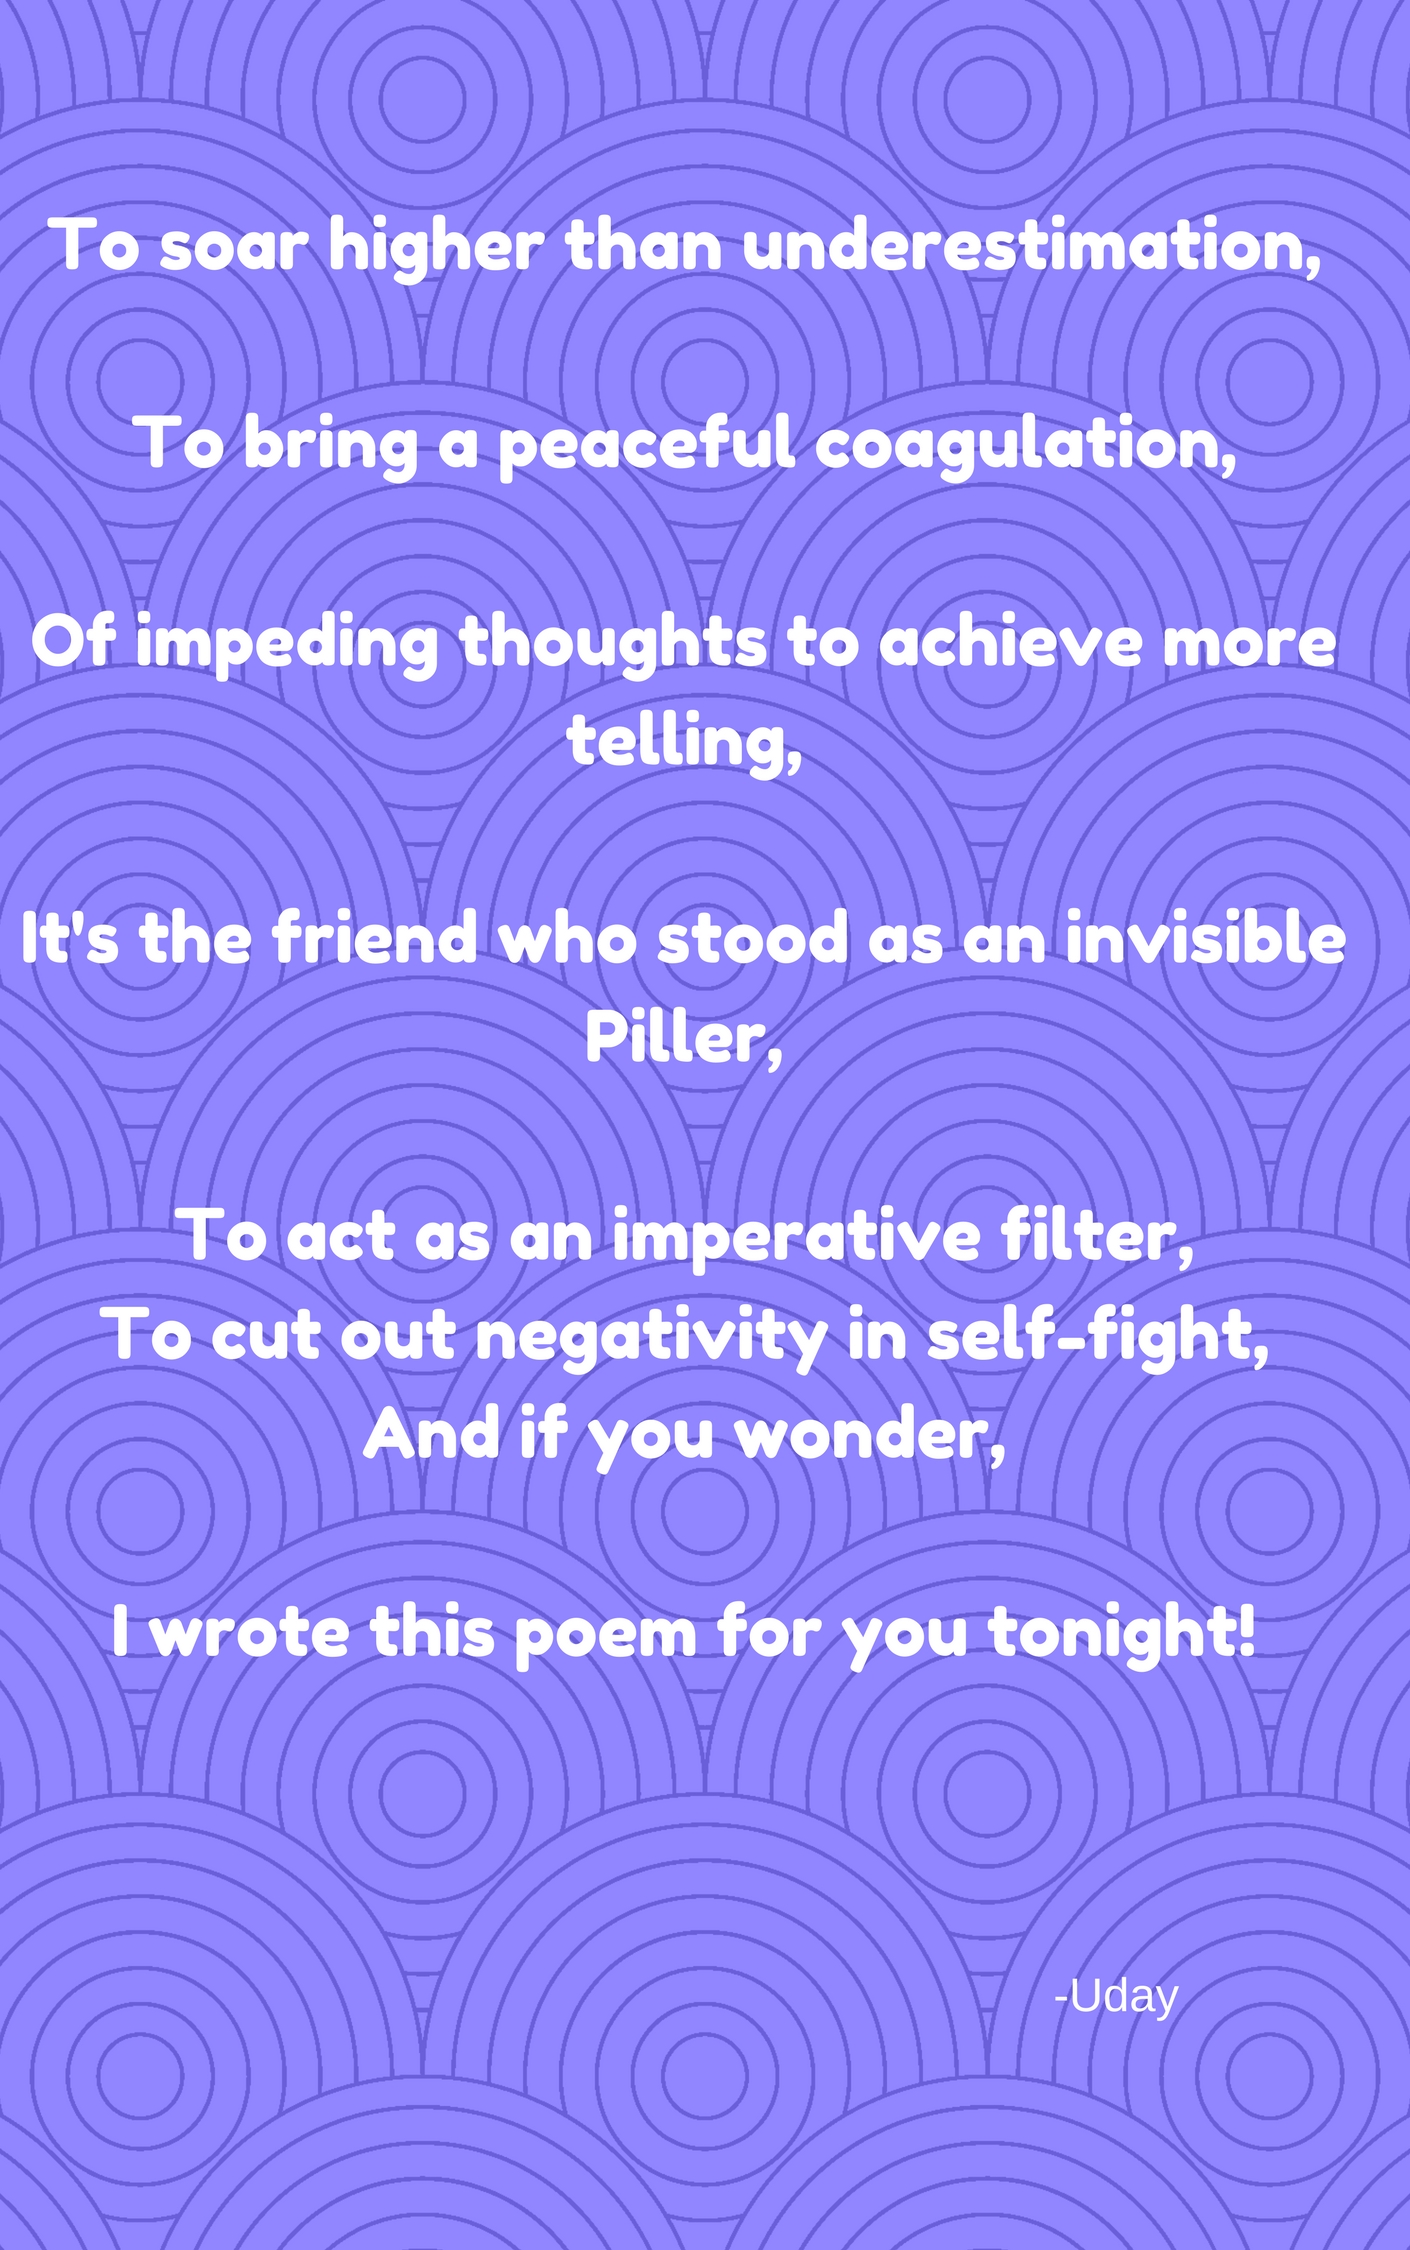 To soar higher than underestimation,
To bring a peaceful coagulation,
Of impeding thoughts to achieve more
telling,
It's the friend who stood as an invisible
Piller,
To act as an imperative filter,
To cut out negativity in self-fight,
And if you wonder,
I wrote this poem for you tonight!
-Uday